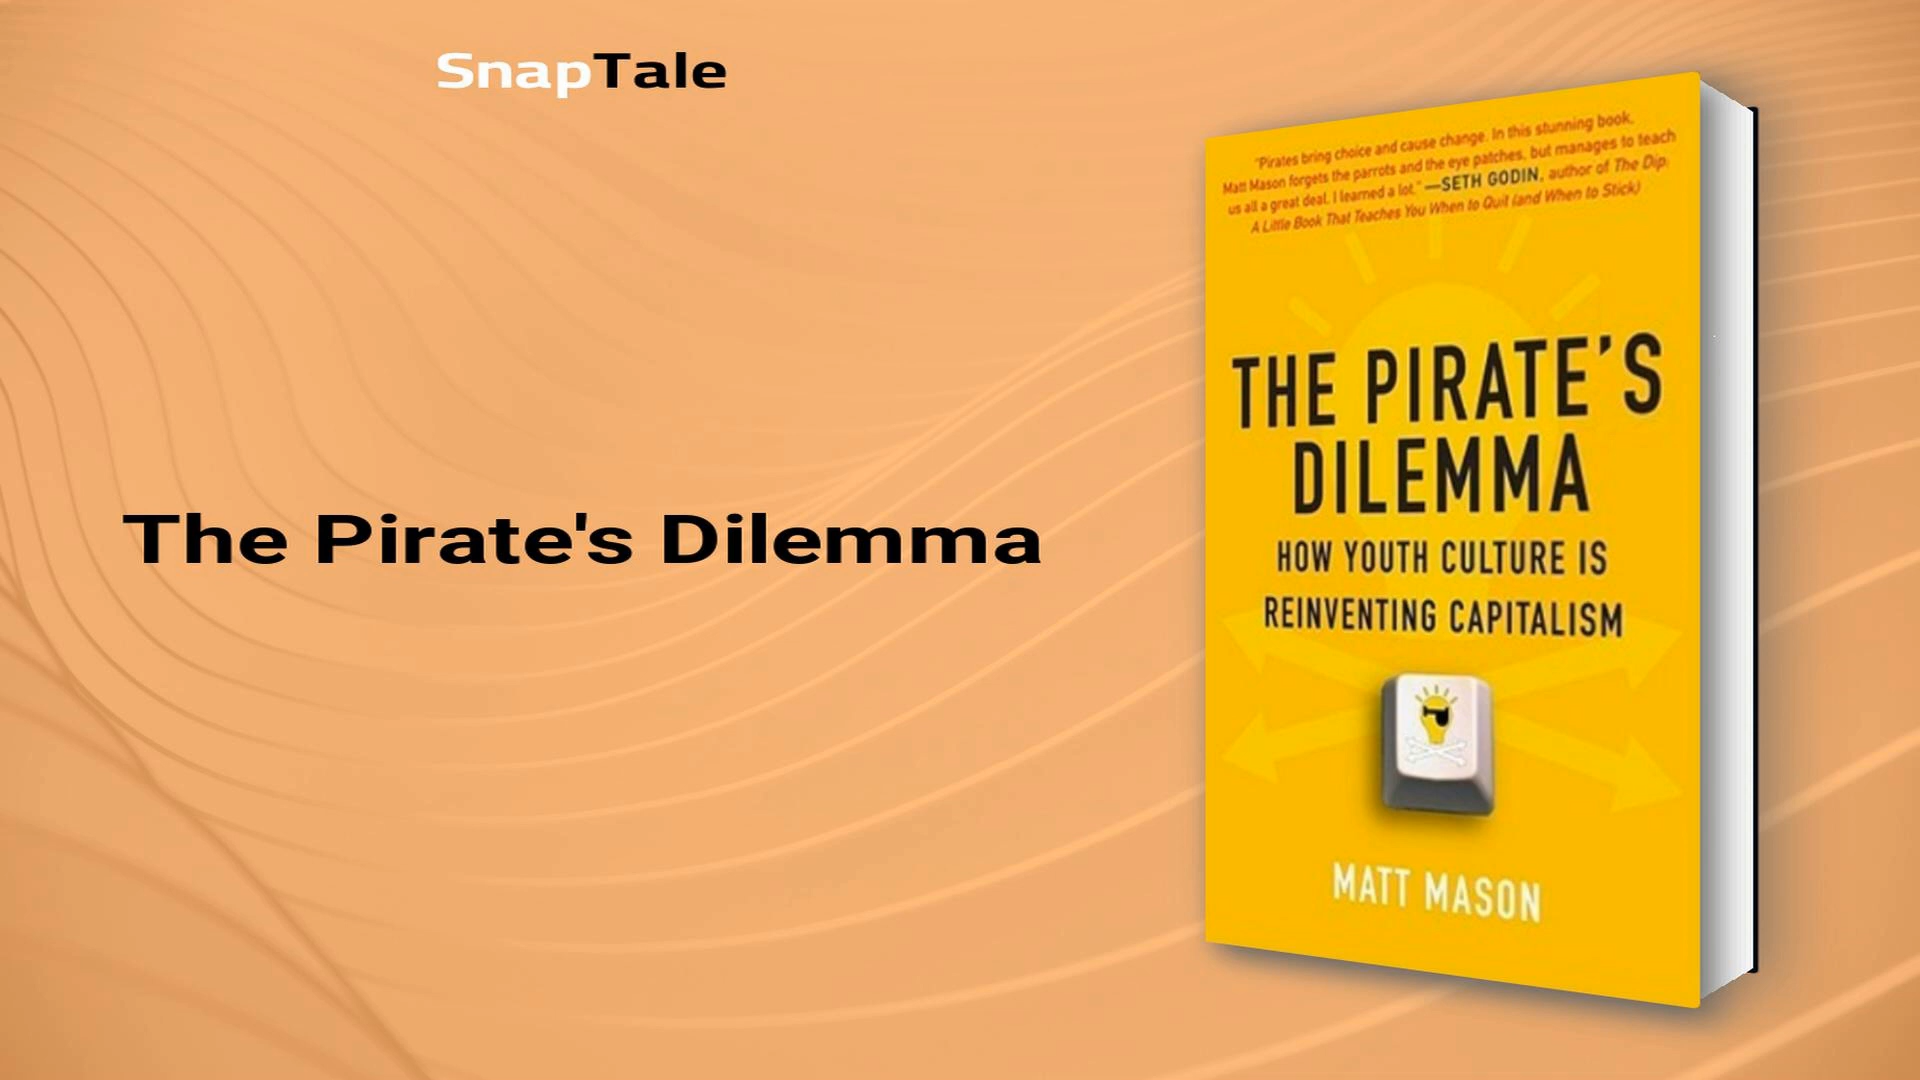 SnapTale
The Pirate's Dilemma
"Pirates bring choice and cause change. In this stunning book,
Matt Mason forgets the parrots and the eye patches, but manages to teach
us all a great deal. I learned a lot." —SETH GODIN, author of The Dip:
A Little Book That Teaches You When to Quit (and When to Stick)
THE PIRATE'S
DILEMMA
HOW YOUTH CULTURE IS
REINVENTING CAPITALISM
MATT MASON